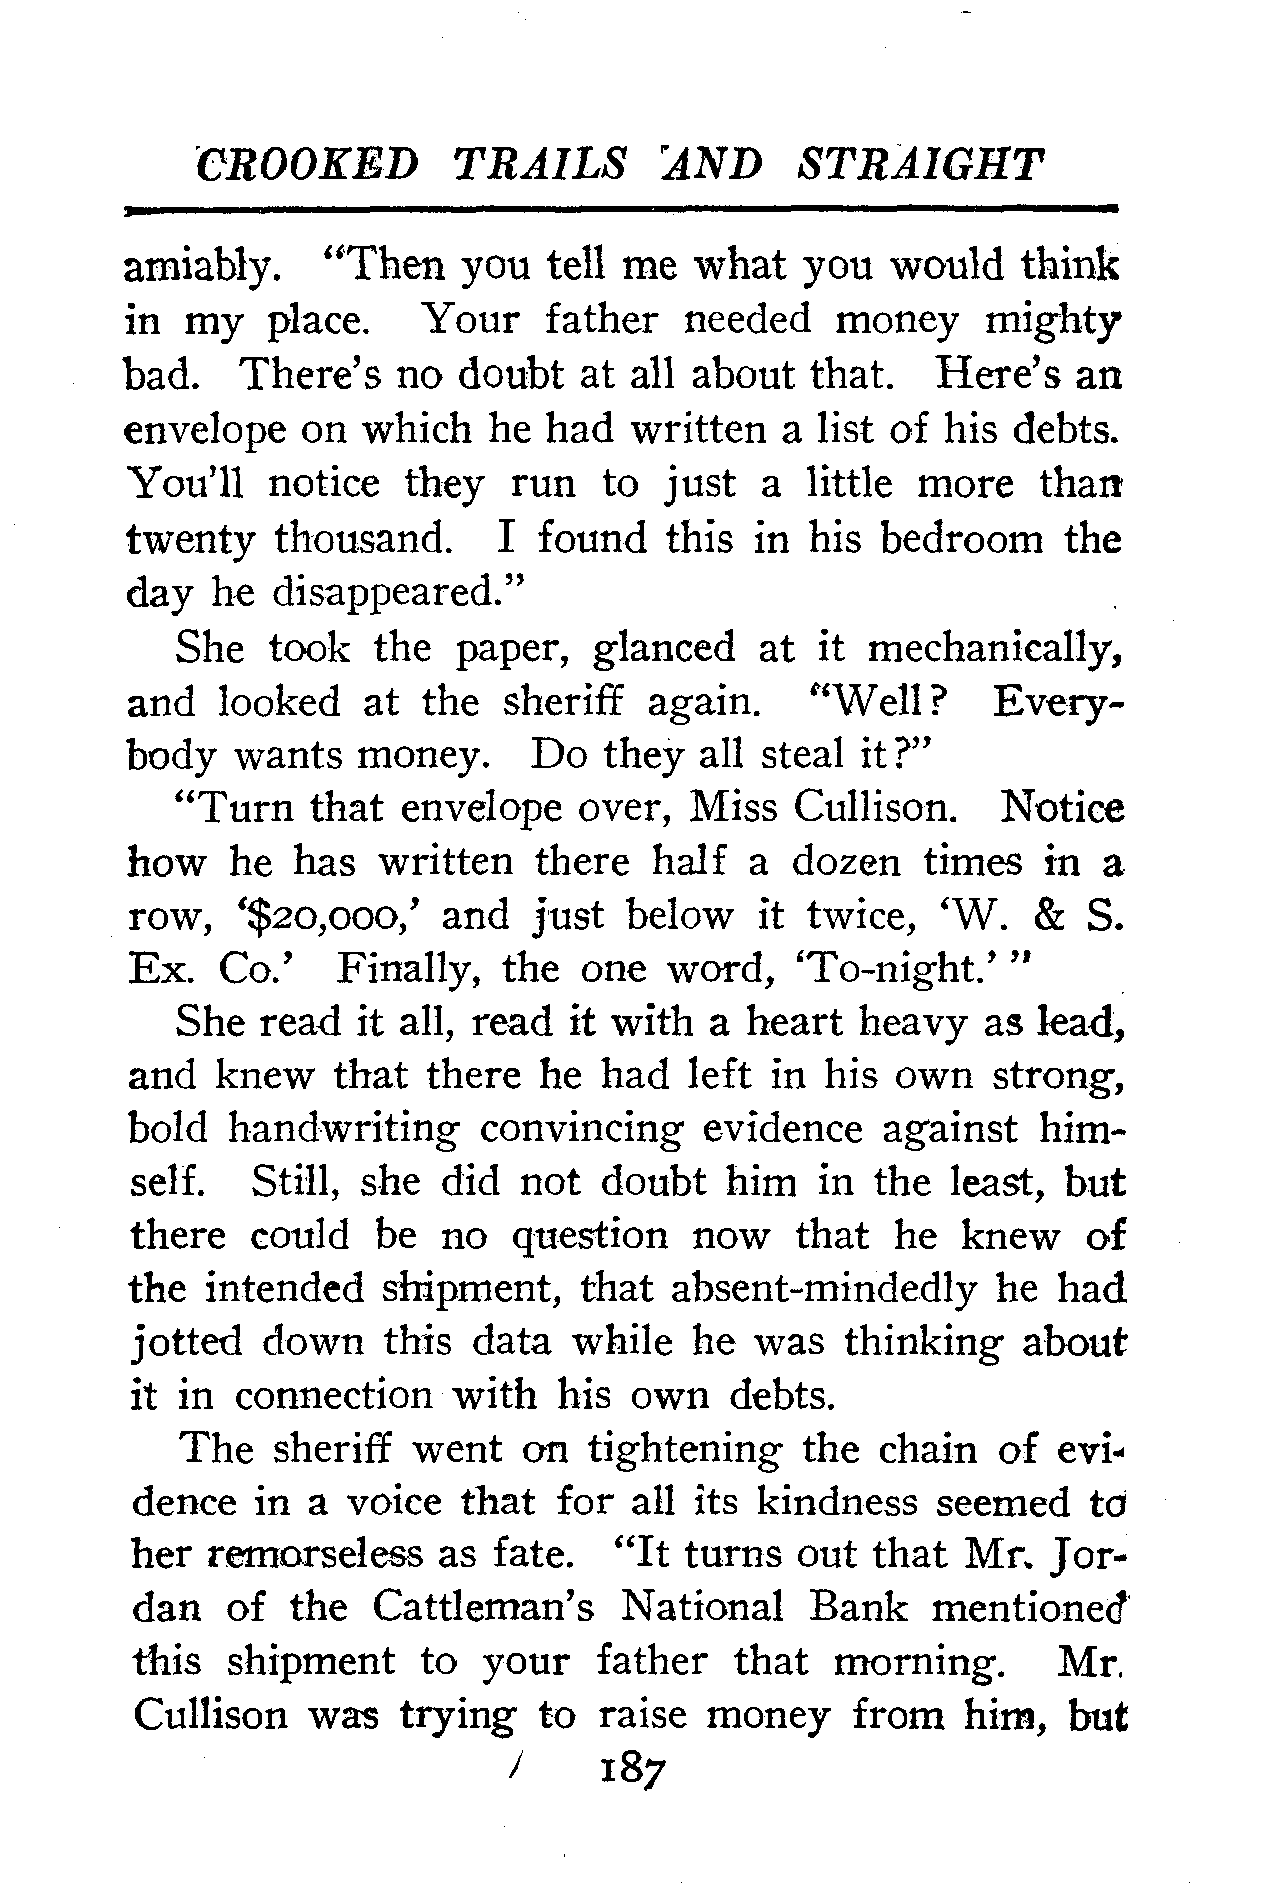 CROOKED TRAILS AND STRAIGHT
amiably. “Then you tell me what you would think
in my place. Your father needed money mighty
bad. There’s no doubt at all about that. Here’s an
envelope on which he had written a list of his debts.
You’ll notice they run to just a little more than
twenty thousand. I found this in his bedroom the
day he disappeared.”
She took the paper, glanced at it mechanically,
and looked at the sheriff again. “Well? Every-
body wants money. Do they all steal it?”
“Turn that envelope over, Miss Cullison. Notice
how he has written there half a dozen times in a
row, ‘$20,000,’ and just below it twice, ‘W. & S.
Ex. Co.’ Finally, the one word, ‘To-night.’ ”
She read it all, read it with a heart heavy as lead,
and knew that there he had left in his own strong,
bold handwriting convincing evidence against him-
self. Still, she did not doubt him in the least, but
there could be no question now that he knew of
the intended shipment, that absent-mindedly he had
jotted down this data while he was thinking about
it in connection with his own debts.
The sheriff went on tightening the chain of evi-
dence in a voice that for all its kindness seemed to
her remorseless as fate. “It turns out that Mr. Jor-
dan of the Cattleman’s National Bank mentioned
this shipment to your father that morning. Mr.
Cullison was trying to raise money from him, but
187